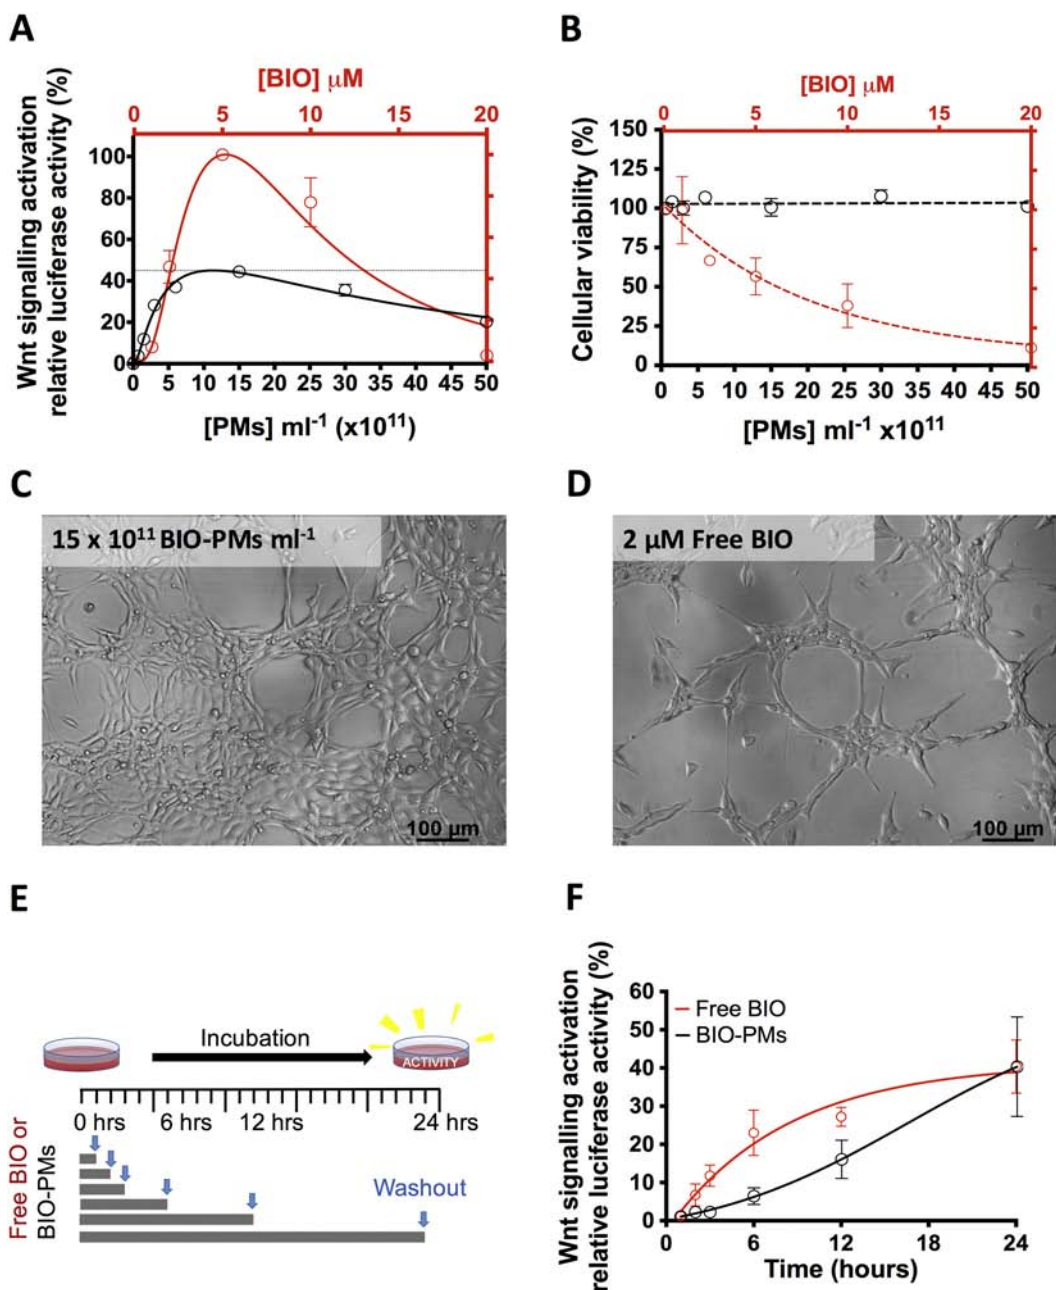 A
[BIO] μM
0 5 10 15 20
Wnt signalling activation
relative luciferase activity (%)
100
80
60
40
20
0
0 5 10 15 20 25 30 35 40 45 50
[PMs] ml-1 (x1011)
B
[BIO] μM
0 5 10 15 20
Cellular viability (%)
150
125
100
75
50
25
0
0 5 10 15 20 25 30 35 40 45 50
[PMs] ml-1 x1011
C
15 x 1011 BIO-PMs ml-1
100 μm
D
2 μM Free BIO
100 μm
E
Incubation
ACTIVITY
0 hrs 6 hrs 12 hrs 24 hrs
Free BIO or
BIO-PMs
Washout
F
Wnt signalling activation
relative luciferase activity (%)
60
50
40
30
20
10
0
Free BIO
BIO-PMs
0 6 12 18 24
Time (hours)